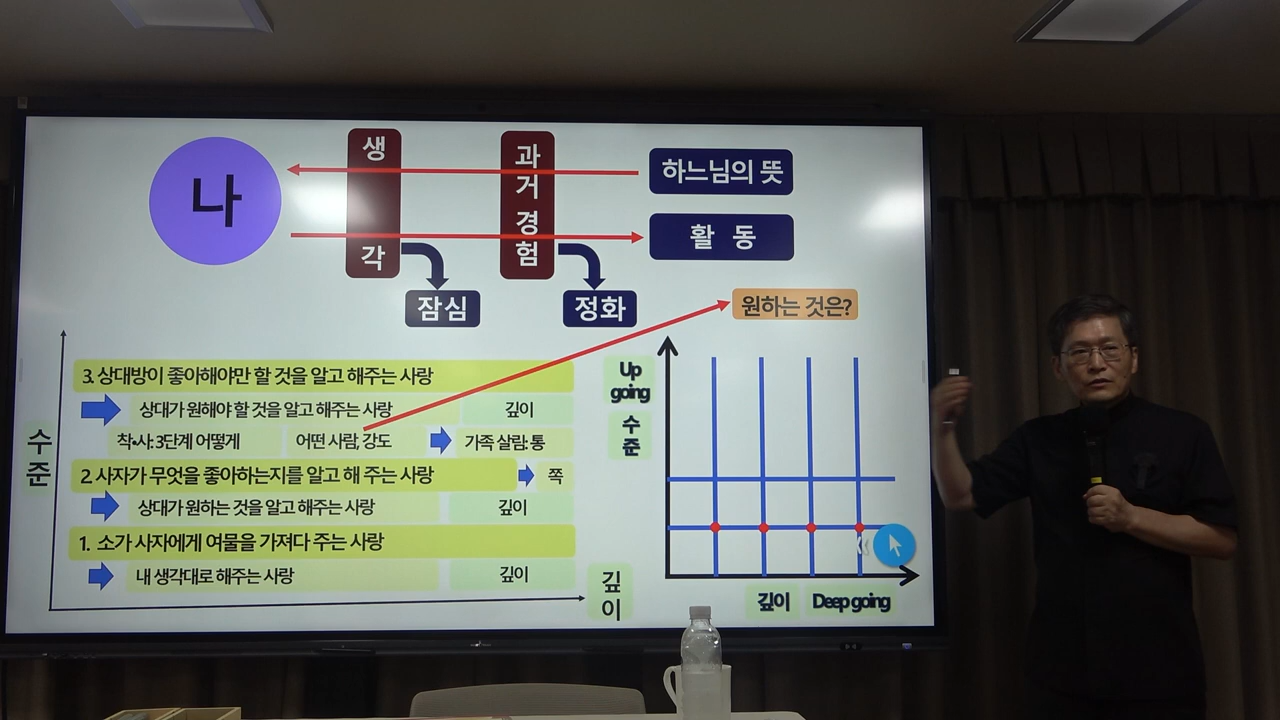 나
생
각
과
거
경
험
하느님의 뜻
활 동
잠심
정화
원하는 것은?
3. 상대방이 좋아해야만 할 것을 알고 해주는 사랑
상대가 원해야 할 것을 알고 해주는 사랑
깊이
착•사: 3단계 어떻게
어떤 사람, 강도
가족 살림: 통
2. 사자가 무엇을 좋아하는지를 알고 해 주는 사랑
쪽
상대가 원하는 것을 알고 해주는 사랑
깊이
1. 소가 사자에게 여물을 가져다 주는 사랑
내 생각대로 해주는 사랑
깊이
수
준
깊
이
Up
going
수
준
깊이
Deep going